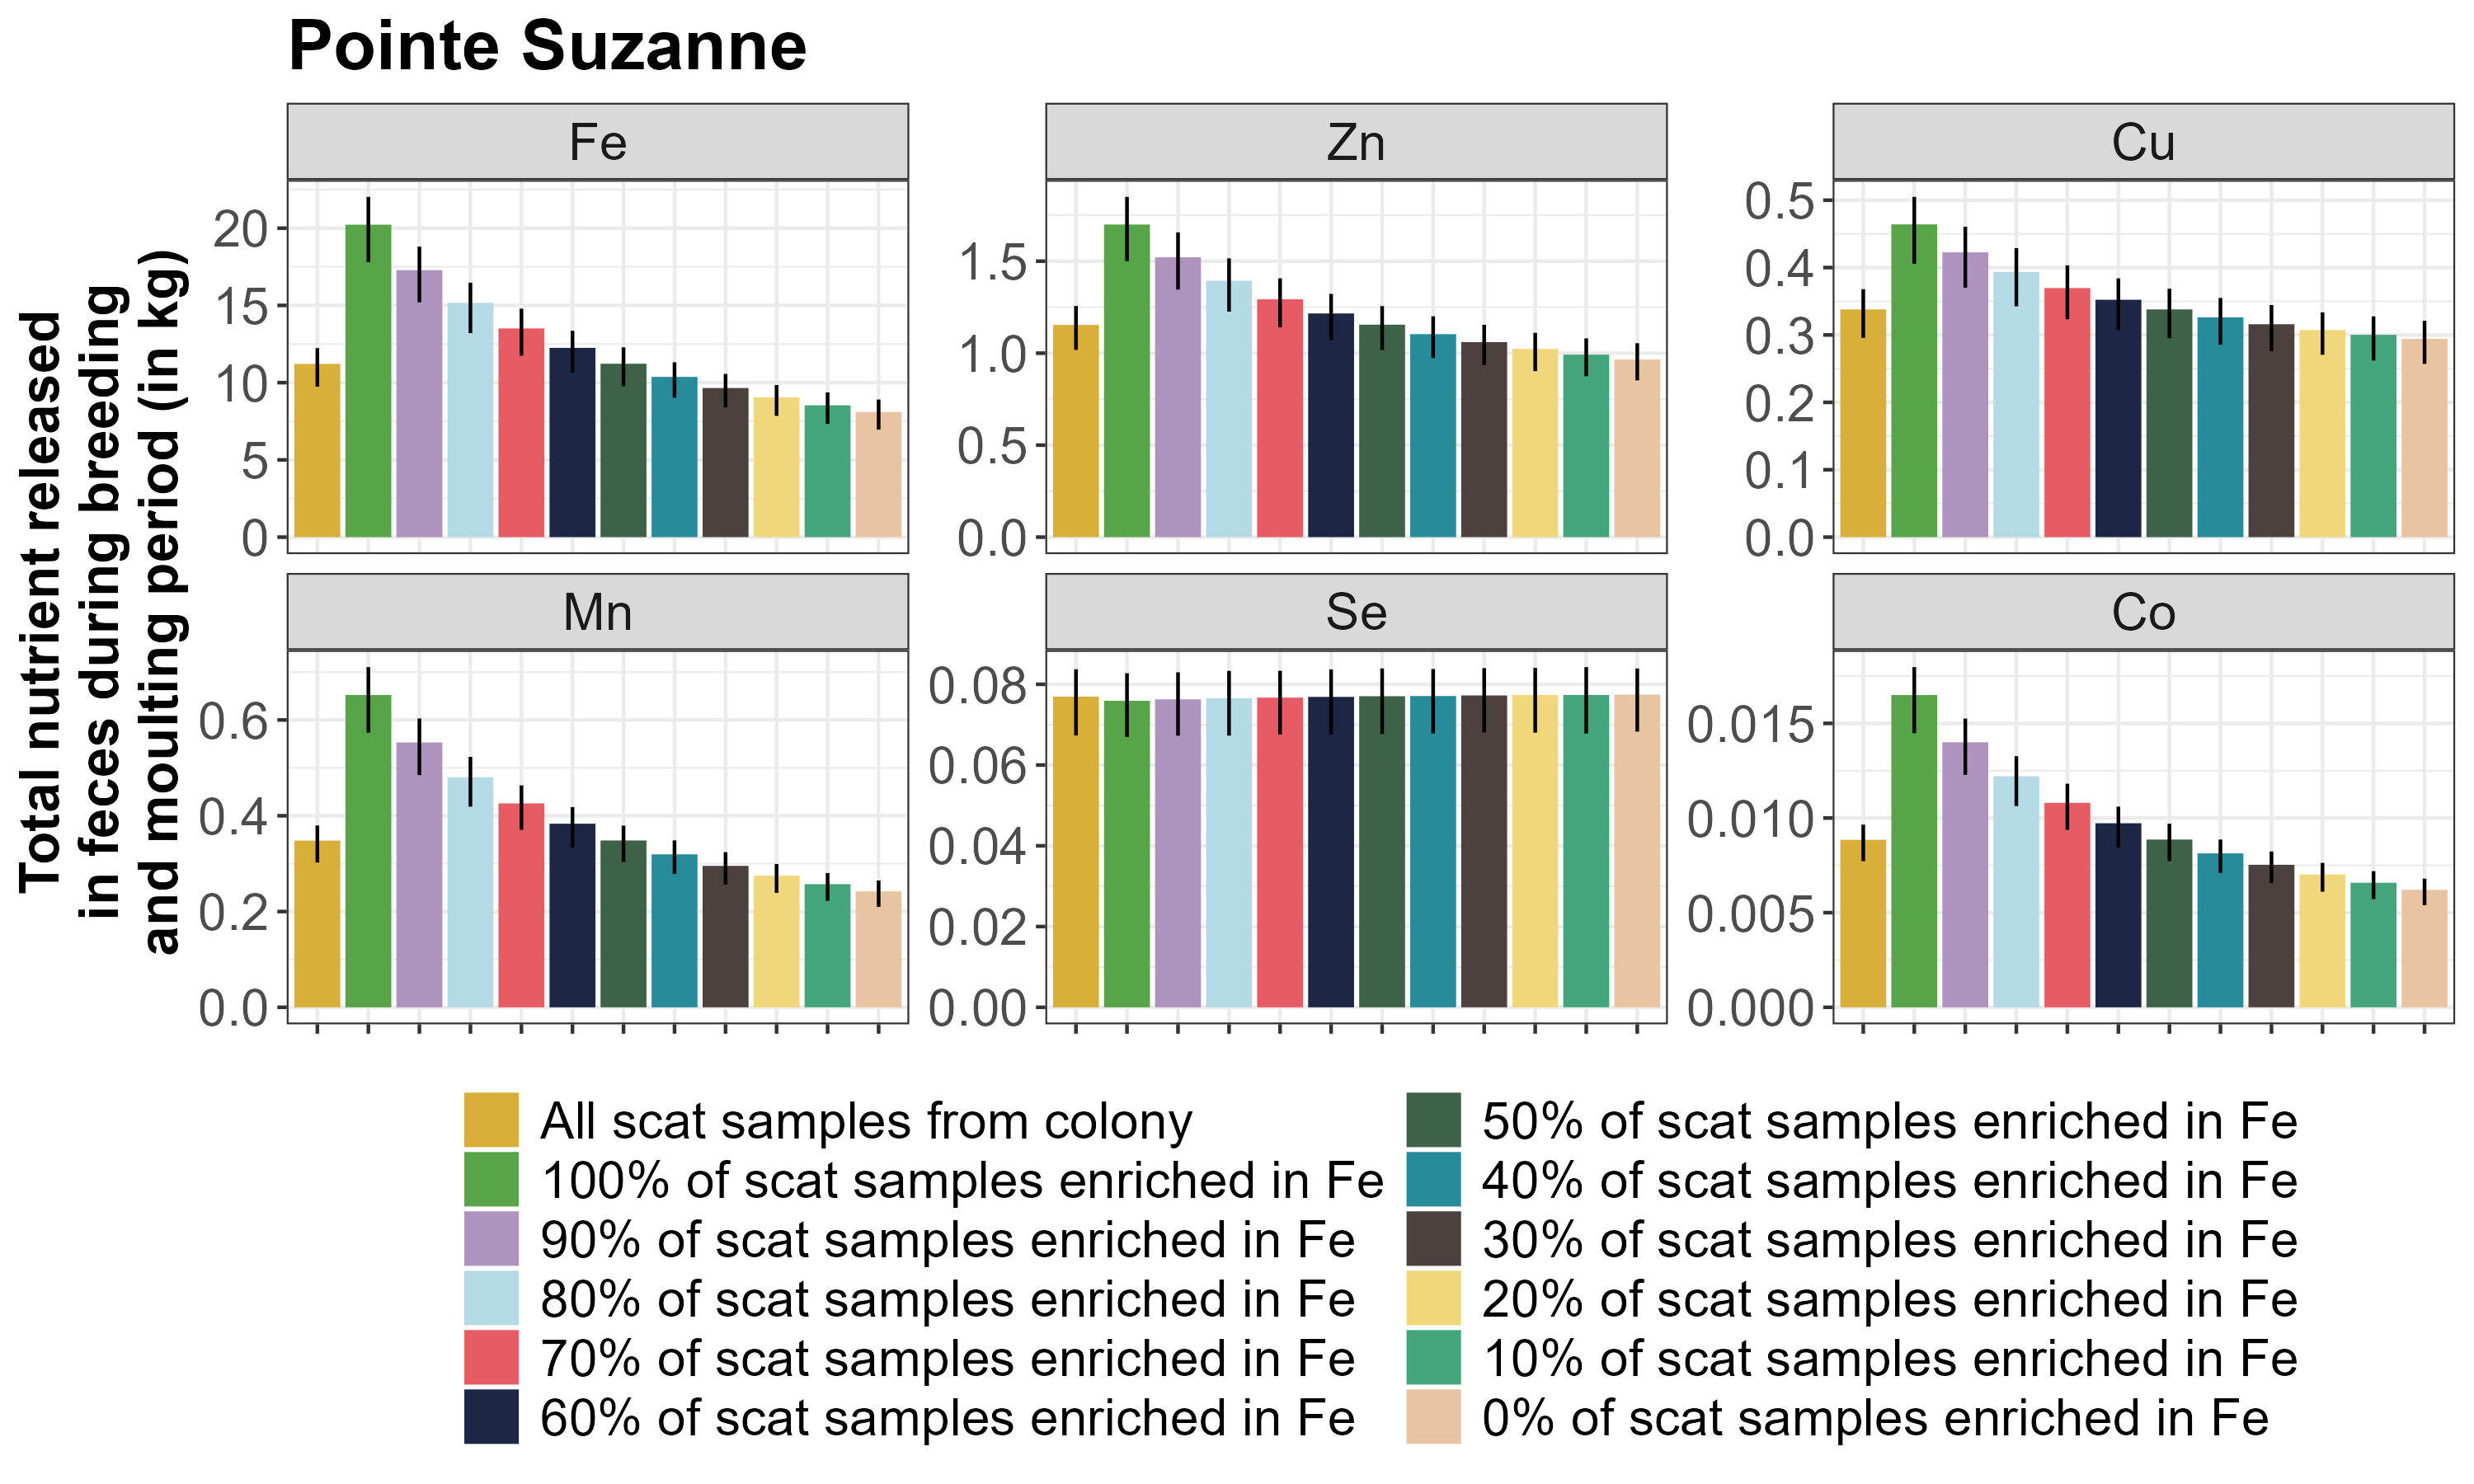 Pointe Suzanne
Total nutrient released
in feces during breeding
and moulting period (in kg)
Fe
Zn
Cu
20
15
10
5
0
1.5
1.0
0.5
0.0
0.5
0.4
0.3
0.2
0.1
0.0
Mn
Se
Co
0.6
0.4
0.2
0.0
0.08
0.06
0.04
0.02
0.00
0.015
0.010
0.005
0.000
All scat samples from colony
100% of scat samples enriched in Fe
90% of scat samples enriched in Fe
80% of scat samples enriched in Fe
70% of scat samples enriched in Fe
60% of scat samples enriched in Fe
50% of scat samples enriched in Fe
40% of scat samples enriched in Fe
30% of scat samples enriched in Fe
20% of scat samples enriched in Fe
10% of scat samples enriched in Fe
0% of scat samples enriched in Fe